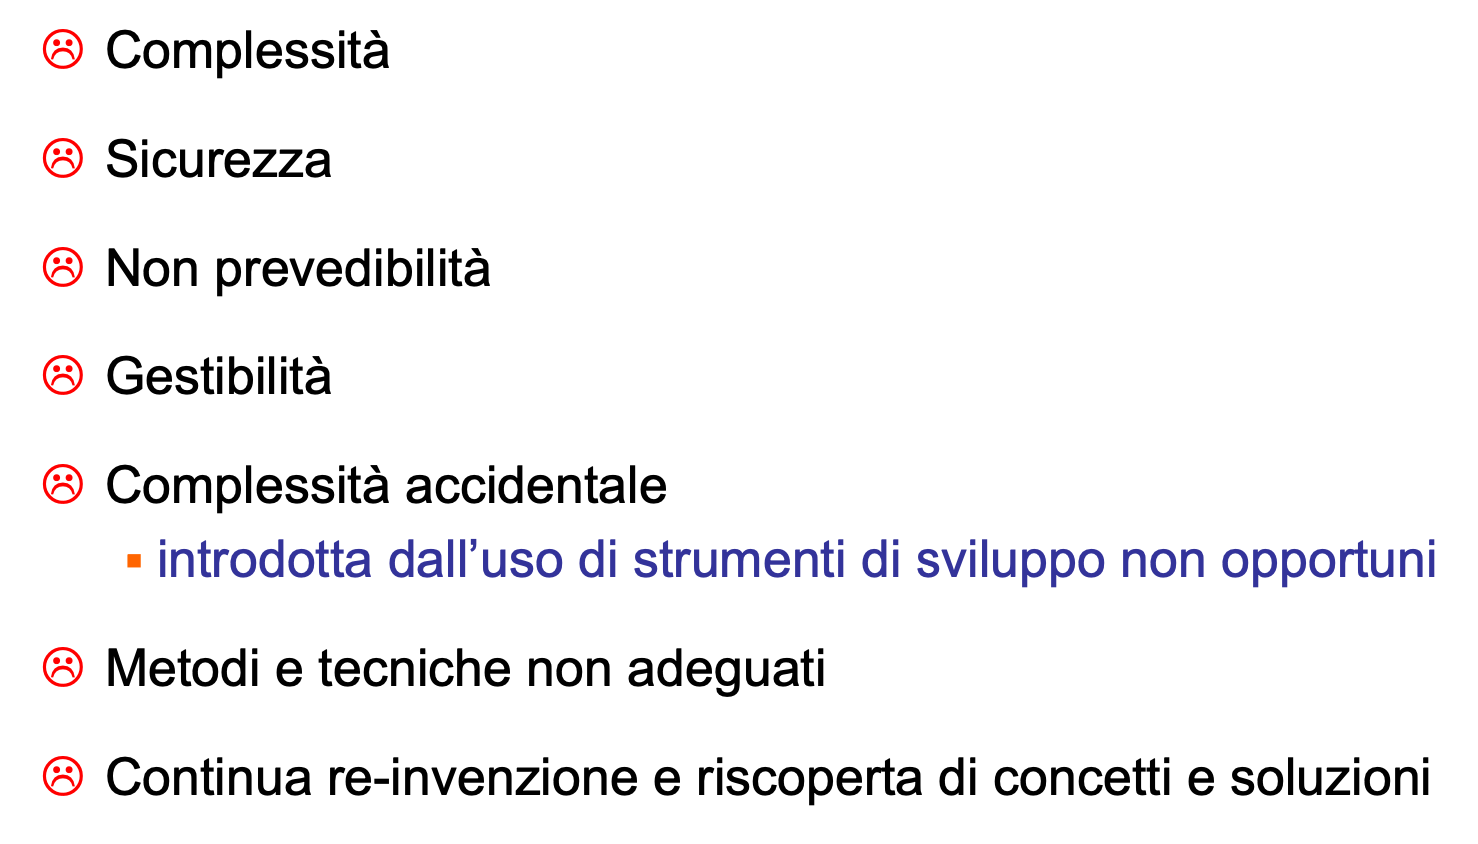 Complessità
Sicurezza
Non prevedibilità
Gestibilità
Complessità accidentale
introdotta dall’uso di strumenti di sviluppo non opportuni
Metodi e tecniche non adeguati
Continua re-invenzione e riscoperta di concetti e soluzioni